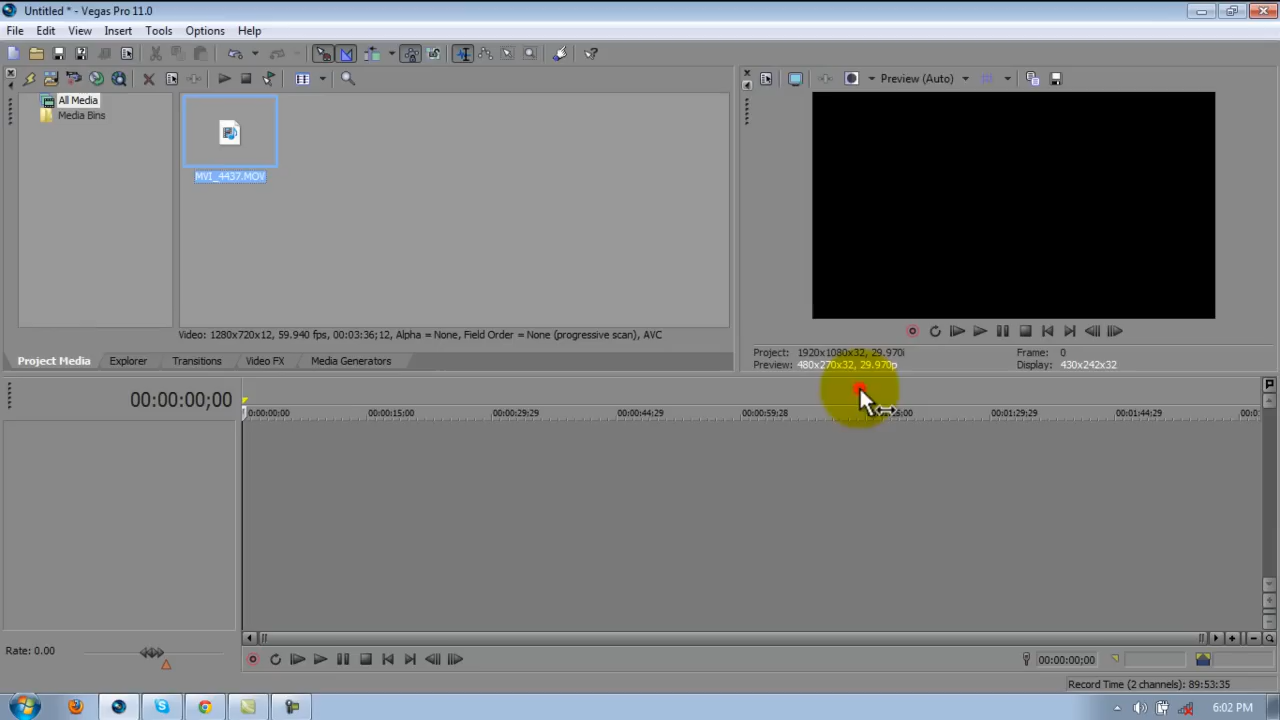 Untitled * - Vegas Pro 11.0
File Edit View Insert Tools Options Help
Preview (Auto)
All Media
Media Bins
MVI_4437.MOV
Video: 1280x720x12, 59.940 fps, 00:03:36;12, Alpha = None, Field Order = None (progressive scan), AVC
Project Media Explorer Transitions Video FX Media Generators
Project: 1920x1080x32, 29.970i Frame: 0
Preview: 480x270x32, 29.970p Display: 430x242x32
00:00:00;00
0:00:00:00 00:00:15:00 00:00:29:29 00:00:44:29 00:00:59:28 00:01:29:29 00:01:44:29
Rate: 0.00
00:00:00;00
Record Time (2 channels): 89:53:35
6:02 PM